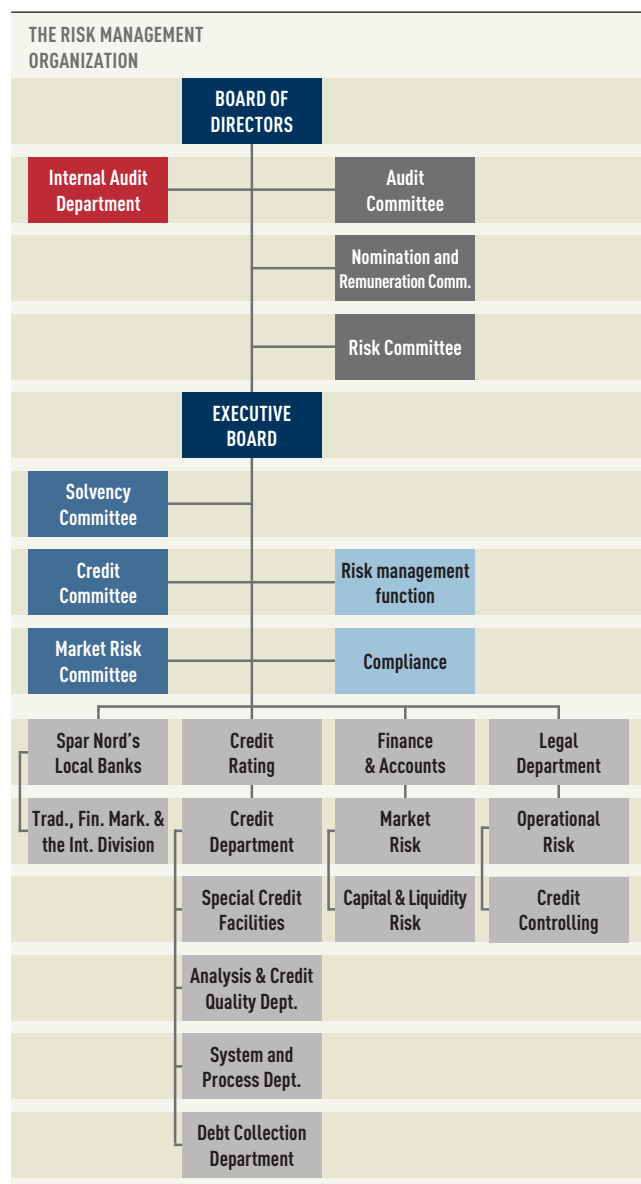 THE RISK MANAGEMENT
ORGANIZATION
BOARD OF
DIRECTORS
Internal Audit
Department
Audit
Committee
Nomination and
Remuneration Comm.
Risk Committee
EXECUTIVE
BOARD
Solvency
Committee
Credit
Committee
Risk management
function
Market Risk
Committee
Compliance
Spar Nord's
Local Banks
Credit
Rating
Finance
& Accounts
Legal
Department
Trad., Fin. Mark. &
the Int. Division
Credit
Department
Market
Risk
Operational
Risk
Special Credit
Facilities
Capital & Liquidity
Risk
Credit
Controlling
Analysis & Credit
Quality Dept.
System and
Process Dept.
Debt Collection
Department